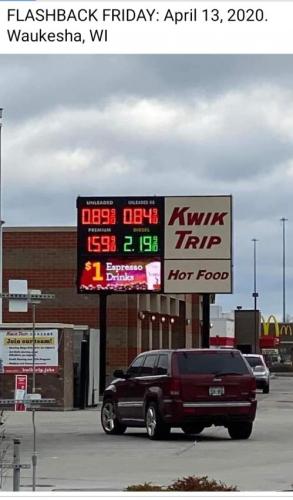 FLASHBACK FRIDAY: April 13, 2020.
Waukesha, WI
UNLEADED UNLEADED 88
0.89 0.84
PREMIUM DIESEL
1.59 2.19
$1 Espresso
Drinks
KWIK
TRIP
HOT FOOD
Join our team!